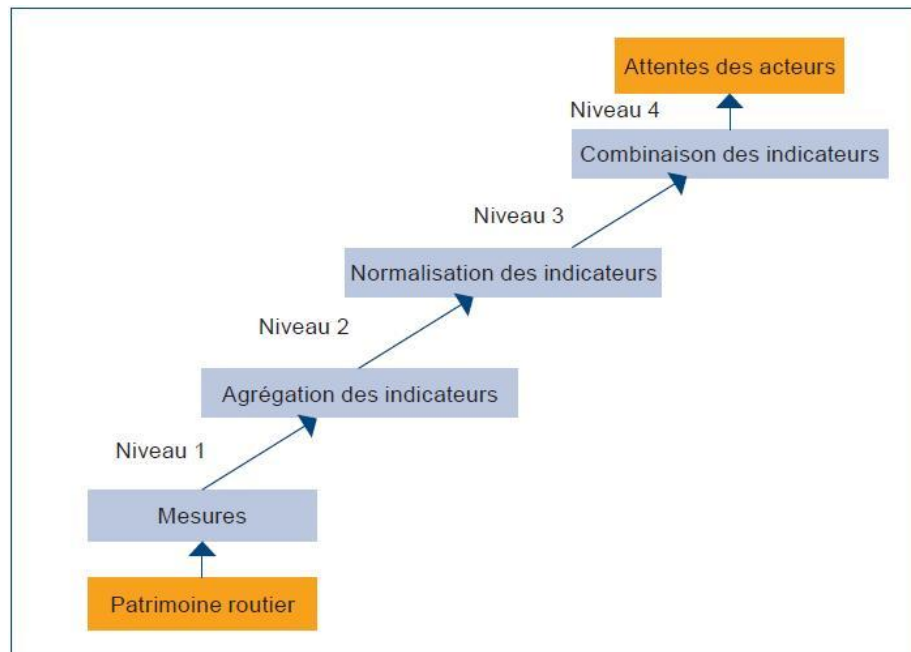 Attentes des acteurs
Niveau 4
Combinaison des indicateurs
Niveau 3
Normalisation des indicateurs
Niveau 2
Agrégation des indicateurs
Niveau 1
Mesures
Patrimoine routier